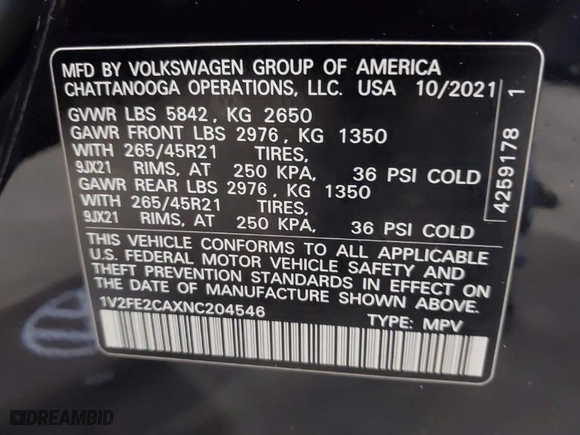 MFD BY VOLKSWAGEN GROUP OF AMERICA
CHATTANOOGA OPERATIONS, LLC. USA 10/2021
GVWR LBS 5842, KG 2650
GAWR FRONT LBS 2976, KG 1350
WITH 265/45R21 TIRES,
9JX21 RIMS, AT 250 KPA, 36 PSI COLD
GAWR REAR LBS 2976, KG 1350
WITH 265/45R21 TIRES,
9JX21 RIMS, AT 250 KPA, 36 PSI COLD
THIS VEHICLE CONFORMS TO ALL APPLICABLE
U.S. FEDERAL MOTOR VEHICLE SAFETY AND
THEFT PREVENTION STANDARDS IN EFFECT ON
THE DATE OF MANUFACTURE SHOWN ABOVE.
1V2FE2CAXNC204546 TYPE: MPV
4259178 1
DREAMBID